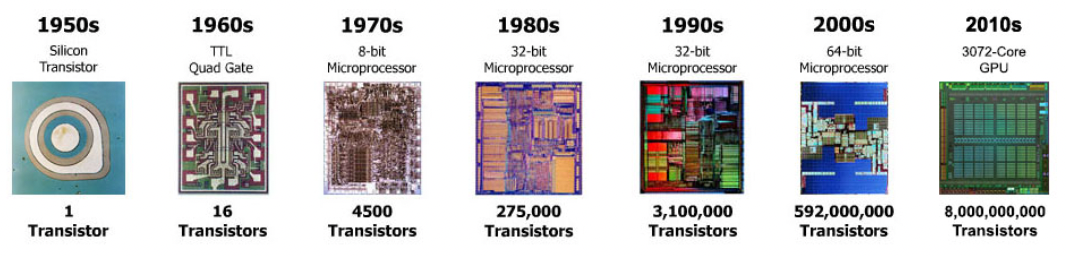 1950s
Silicon
Transistor
1
Transistor
1960s
TTL
Quad Gate
16
Transistors
1970s
8-bit
Microprocessor
4500
Transistors
1980s
32-bit
Microprocessor
275,000
Transistors
1990s
32-bit
Microprocessor
3,100,000
Transistors
2000s
64-bit
Microprocessor
592,000,000
Transistors
2010s
3072-Core
GPU
8,000,000,000
Transistors